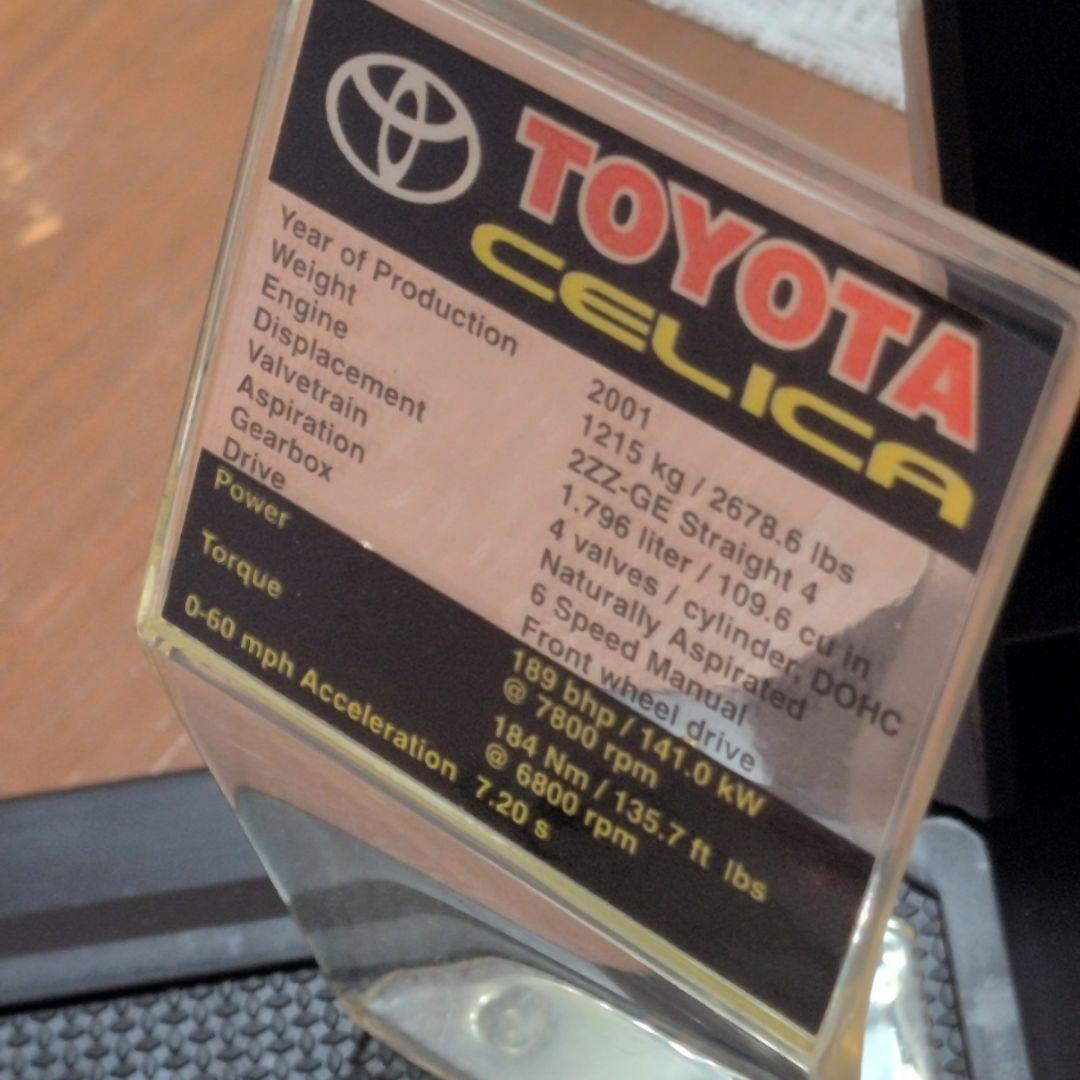 TOYOTA
CELICA
Year of Production 2001
Weight 1215 kg / 2678.6 lbs
Engine 2ZZ-GE Straight 4
Displacement 1.796 liter / 109.6 cu in
Valvetrain 4 valves / cylinder, DOHC
Aspiration Naturally Aspirated
Gearbox 6 Speed Manual
Drive Front wheel drive
Power 189 bhp / 141.0 kW
@ 7800 rpm
Torque 184 Nm / 135.7 ft lbs
@ 6800 rpm
0-60 mph Acceleration 7.20 s